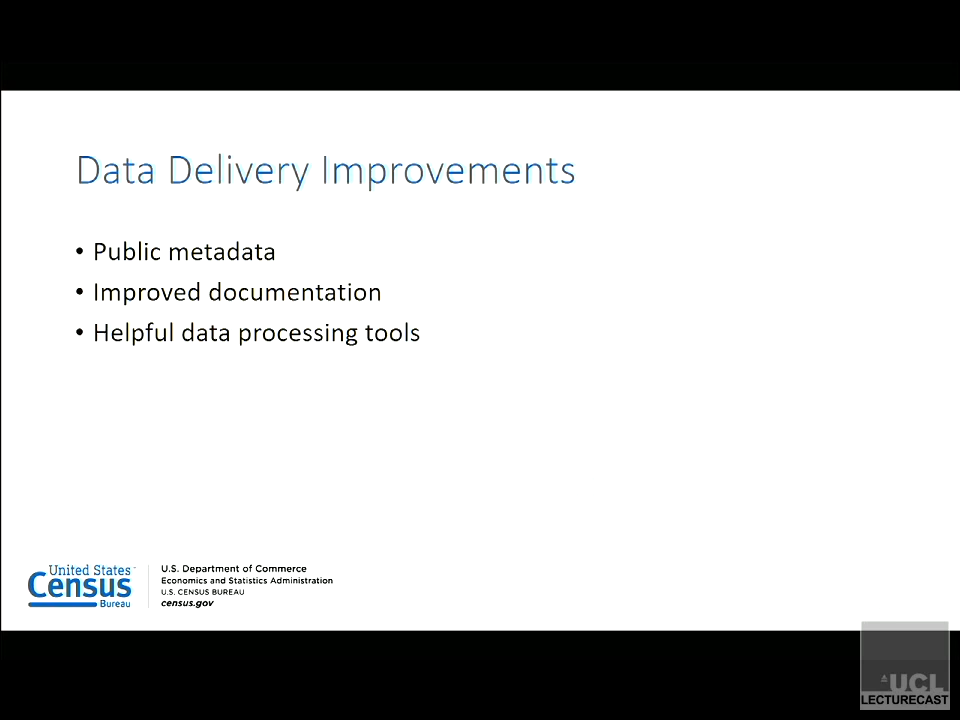 Data Delivery Improvements
• Public metadata
• Improved documentation
• Helpful data processing tools
United States
Census
Bureau
U.S. Department of Commerce
Economics and Statistics Administration
U.S. CENSUS BUREAU
census.gov
UCL
LECTURECAST